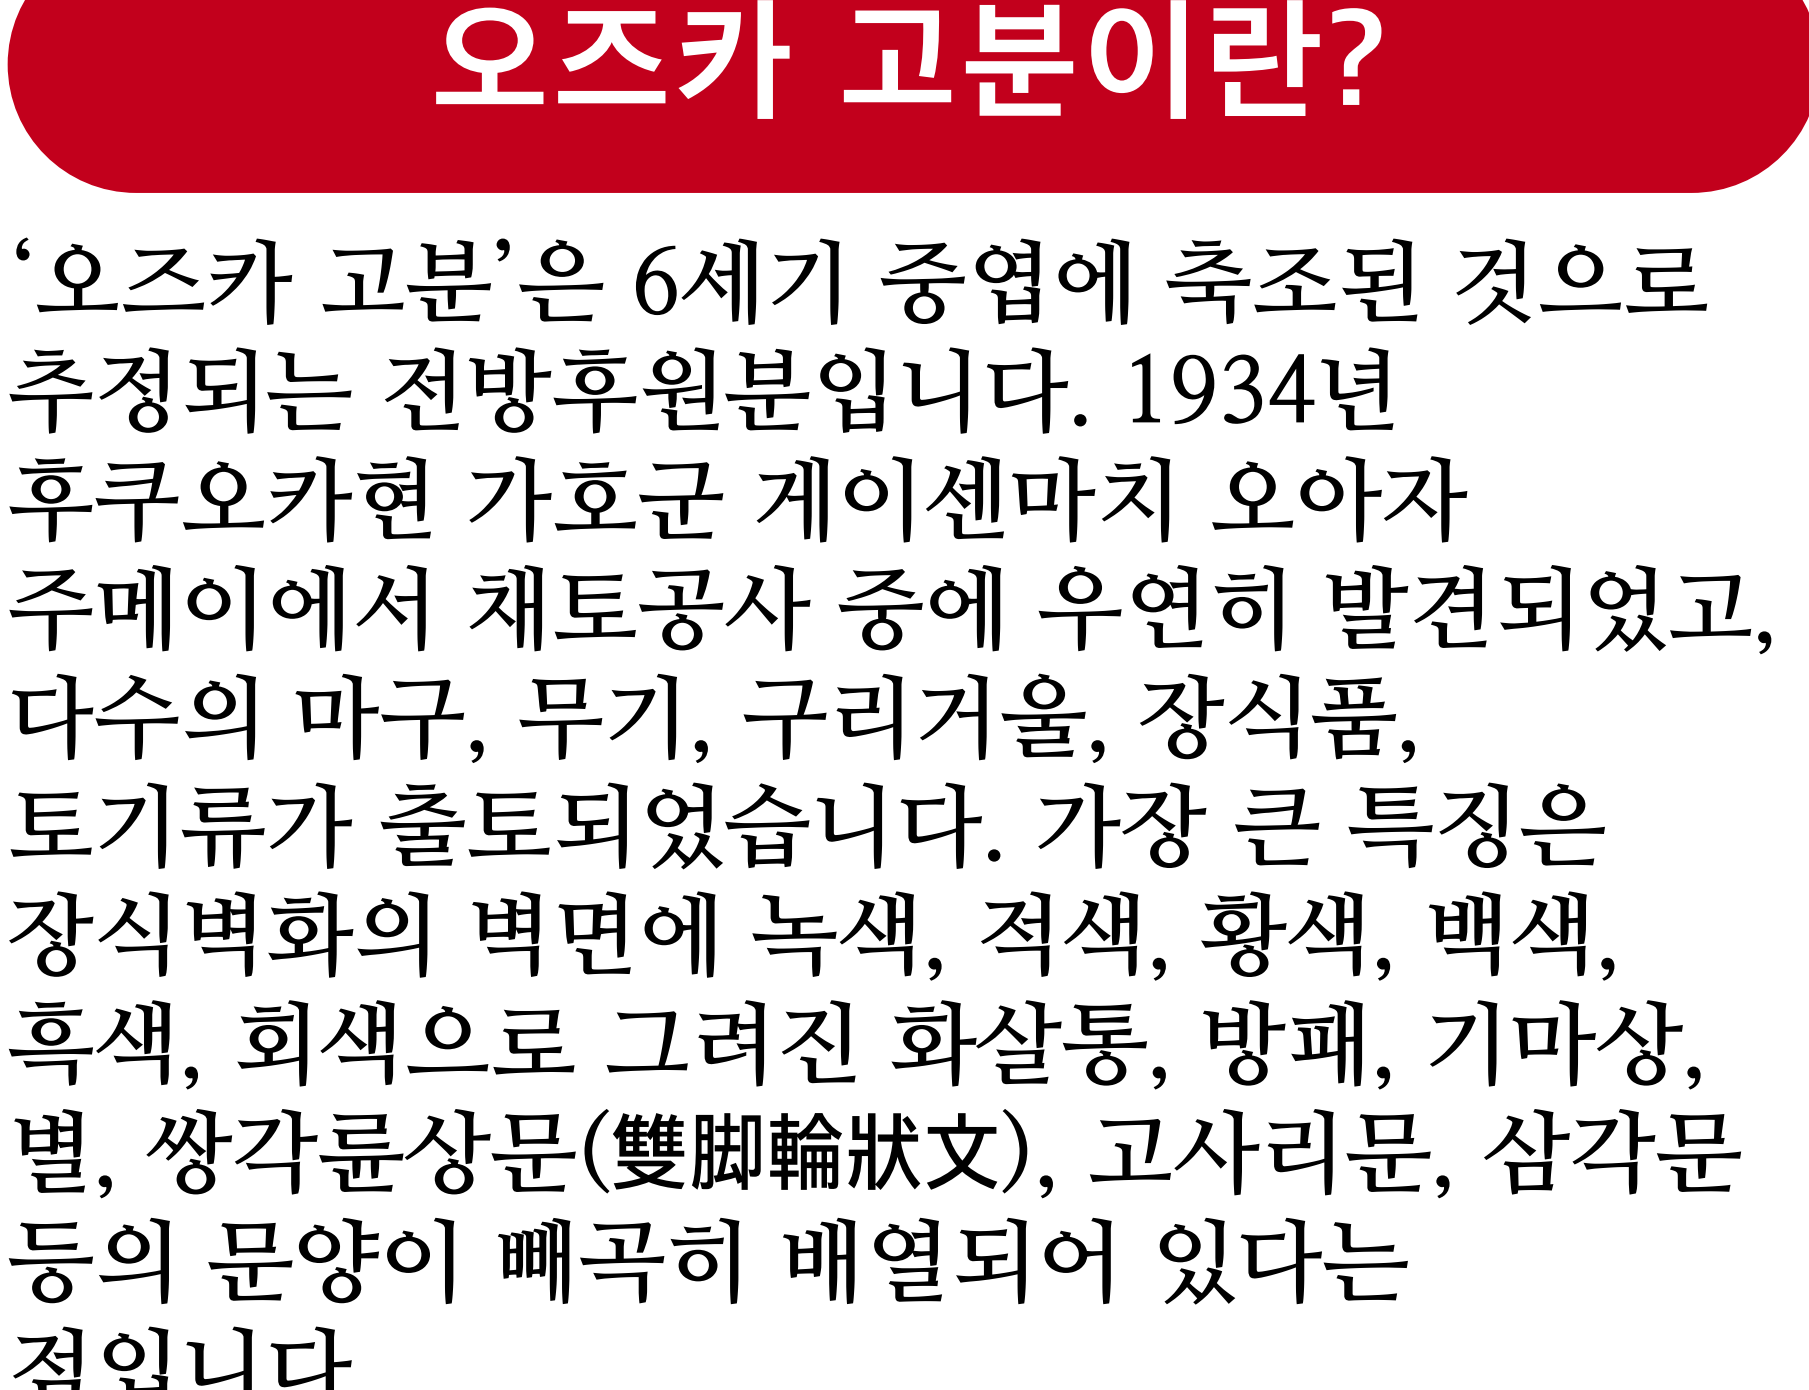 오즈카 고분이란?
‘오즈카 고분’은 6세기 중엽에 축조된 것으로
추정되는 전방후원분입니다. 1934년
후쿠오카현 가호군 게이센마치 오아자
주메이에서 채토공사 중에 우연히 발견되었고,
다수의 마구, 무기, 구리거울, 장식품,
토기류가 출토되었습니다. 가장 큰 특징은
장식벽화의 벽면에 녹색, 적색, 황색, 백색,
흑색, 회색으로 그려진 화살통, 방패, 기마상,
별, 쌍각륜상문(雙脚輪狀文), 고사리문, 삼각문
등의 문양이 빼곡히 배열되어 있다는
점입니다